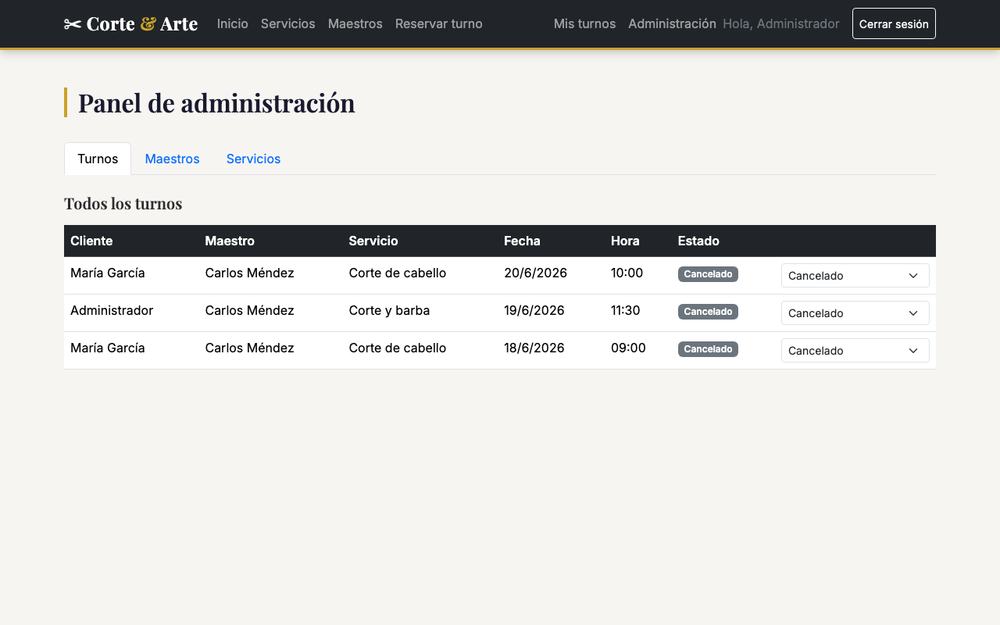 ✂ Corte & Arte Inicio Servicios Maestros Reservar turno Mis turnos Administración Hola, Administrador Cerrar sesión
Panel de administración
Turnos Maestros Servicios
Todos los turnos
Cliente Maestro Servicio Fecha Hora Estado
María García Carlos Méndez Corte de cabello 20/6/2026 10:00 Cancelado Cancelado
Administrador Carlos Méndez Corte y barba 19/6/2026 11:30 Cancelado Cancelado
María García Carlos Méndez Corte de cabello 18/6/2026 09:00 Cancelado Cancelado